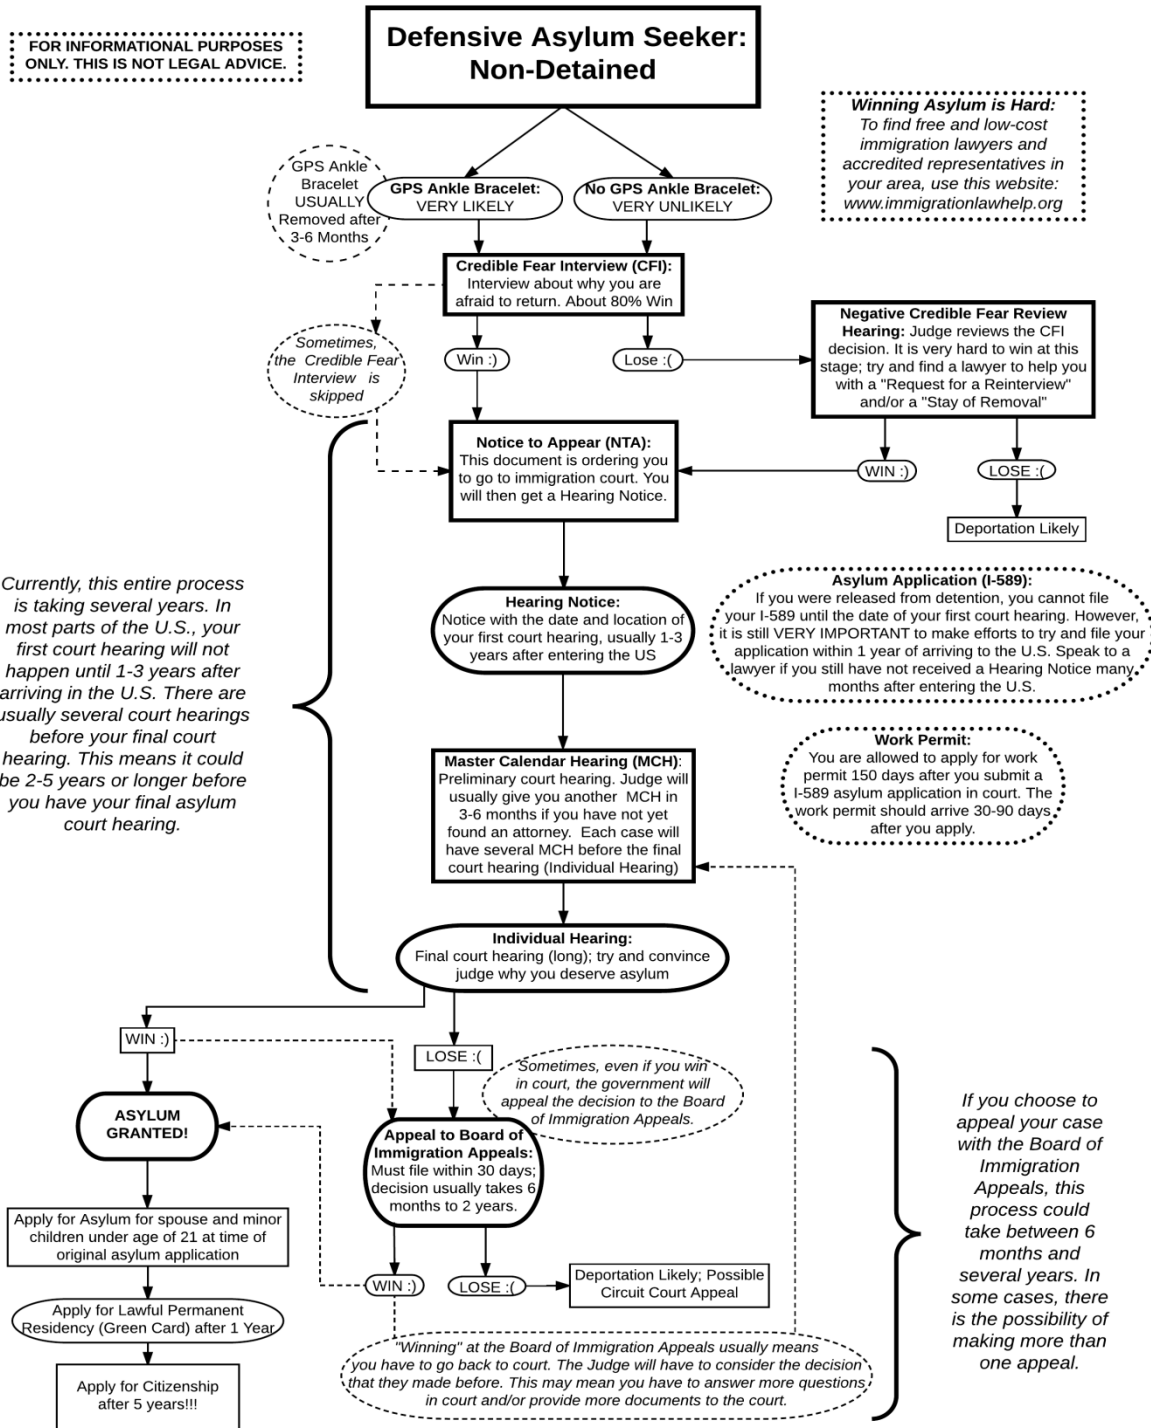 Defensive Asylum Seeker:
Non-Detained
FOR INFORMATIONAL PURPOSES
ONLY. THIS IS NOT LEGAL ADVICE.
Winning Asylum is Hard:
To find free and low-cost
immigration lawyers and
accredited representatives in
your area, use this website:
www.immigrationlawhelp.org
GPS Ankle
Bracelet
USUALLY
Removed after
3-6 Months
GPS Ankle Bracelet:
VERY LIKELY
No GPS Ankle Bracelet:
VERY UNLIKELY
Credible Fear Interview (CFI):
Interview about why you are
afraid to return. About 80% Win
Sometimes,
the Credible Fear
Interview is
skipped
Win :)
Lose :(
Negative Credible Fear Review
Hearing: Judge reviews the CFI
decision. It is very hard to win at this
stage; try and find a lawyer to help you
with a "Request for a Reinterview"
and/or a "Stay of Removal"
WIN :)
LOSE :(
Deportation Likely
Notice to Appear (NTA):
This document is ordering you
to go to immigration court. You
will then get a Hearing Notice.
Currently, this entire process
is taking several years. In
most parts of the U.S., your
first court hearing will not
happen until 1-3 years after
arriving in the U.S. There are
usually several court hearings
before your final court
hearing. This means it could
be 2-5 years or longer before
you have your final asylum
court hearing.
Hearing Notice:
Notice with the date and location of
your first court hearing, usually 1-3
years after entering the US
Asylum Application (I-589):
If you were released from detention, you cannot file
your I-589 until the date of your first court hearing. However,
it is still VERY IMPORTANT to make efforts to try and file your
application within 1 year of arriving to the U.S. Speak to a
lawyer if you still have not received a Hearing Notice many
months after entering the U.S.
Work Permit:
You are allowed to apply for work
permit 150 days after you submit a
I-589 asylum application in court. The
work permit should arrive 30-90 days
after you apply.
Master Calendar Hearing (MCH):
Preliminary court hearing. Judge will
usually give you another MCH in
3-6 months if you have not yet
found an attorney. Each case will
have several MCH before the final
court hearing (Individual Hearing)
Individual Hearing:
Final court hearing (long); try and convince
judge why you deserve asylum
WIN :)
LOSE :(
Sometimes, even if you win
in court, the government will
appeal the decision to the Board
of Immigration Appeals.
ASYLUM
GRANTED!
Appeal to Board of
Immigration Appeals:
Must file within 30 days;
decision usually takes 6
months to 2 years.
If you choose to
appeal your case
with the Board of
Immigration
Appeals, this
process could
take between 6
months and
several years. In
some cases, there
is the possibility of
making more than
one appeal.
Apply for Asylum for spouse and minor
children under age of 21 at time of
original asylum application
WIN :)
LOSE :(
Deportation Likely; Possible
Circuit Court Appeal
Apply for Lawful Permanent
Residency (Green Card) after 1 Year
"Winning" at the Board of Immigration Appeals usually means
you have to go back to court. The Judge will have to consider the decision
that they made before. This may mean you have to answer more questions
in court and/or provide more documents to the court.
Apply for Citizenship
after 5 years!!!